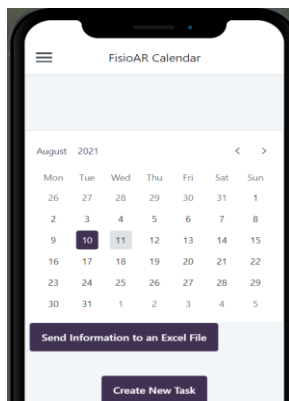 FisioAR Calendar
August 2021 < >
Mon Tue Wed Thu Fri Sat Sun
26 27 28 29 30 31 1
2 3 4 5 6 7 8
9 10 11 12 13 14 15
16 17 18 19 20 21 22
23 24 25 26 27 28 29
30 31 1 2 3 4 5
Send Information to an Excel File
Create New Task